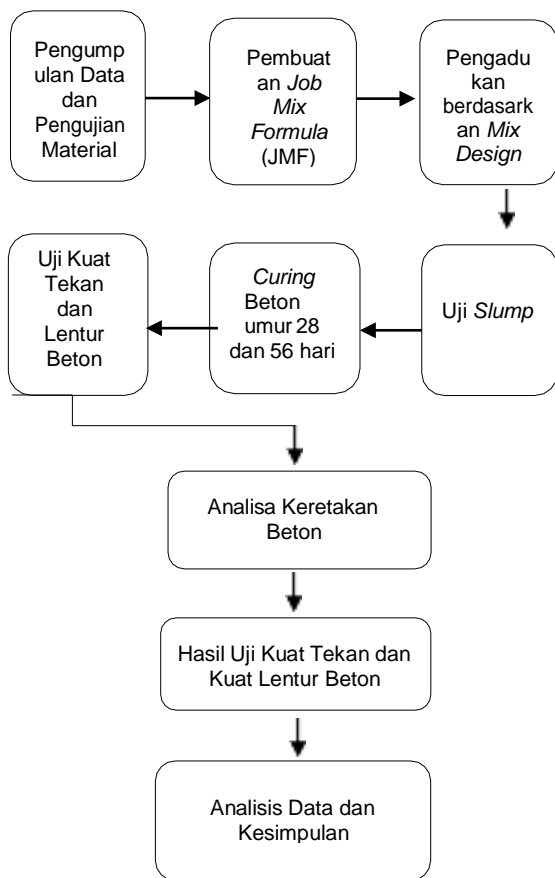 Pengump
ulan Data
dan
Pengujian
Material
Pembuat
an Job
Mix
Formula
(JMF)
Pengadu
kan
berdasark
an Mix
Design
Uji Slump
Curing
Beton
umur 28
dan 56 hari
Uji Kuat
Tekan
dan
Lentur
Beton
Analisa Keretakan
Beton
Hasil Uji Kuat Tekan dan
Kuat Lentur Beton
Analisis Data dan
Kesimpulan